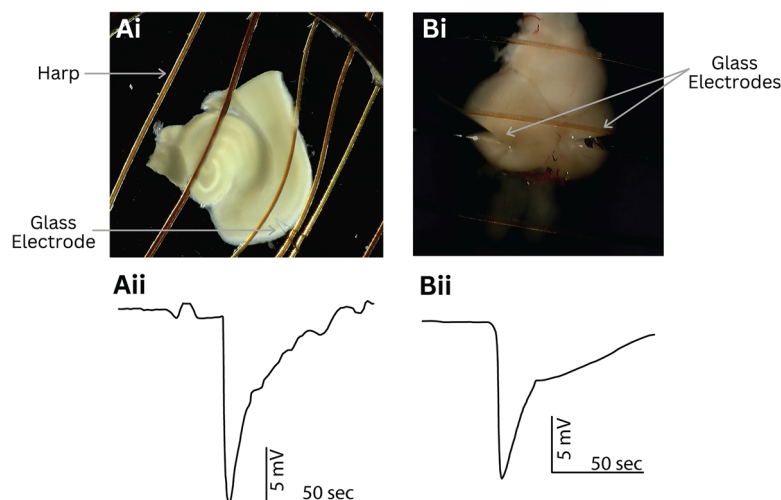 Ai
Bi
Harp
Glass
Electrodes
Glass
Electrode
Aii
Bii
5 mV
50 sec
5 mV
50 sec